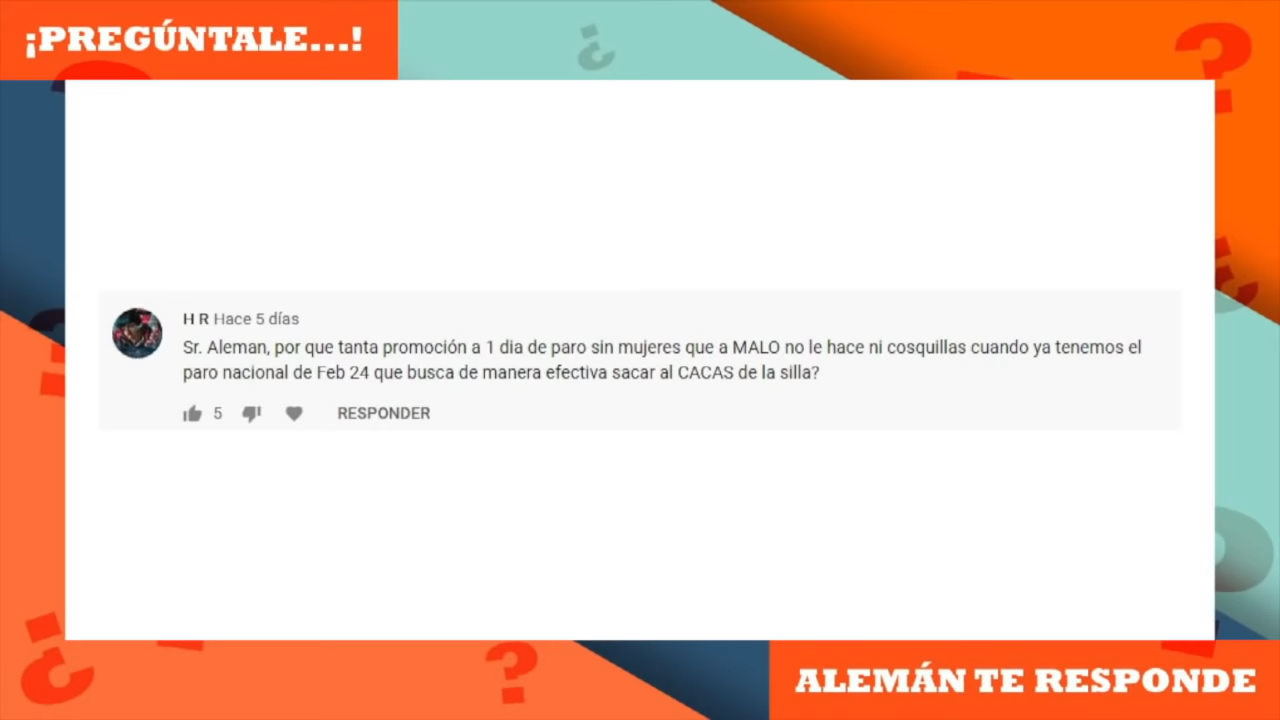 ¡PREGÚNTALE...!
H R Hace 5 días
Sr. Aleman, por que tanta promoción a 1 dia de paro sin mujeres que a MALO no le hace ni cosquillas cuando ya tenemos el
paro nacional de Feb 24 que busca de manera efectiva sacar al CACAS de la silla?
5 RESPONDER
ALEMÁN TE RESPONDE